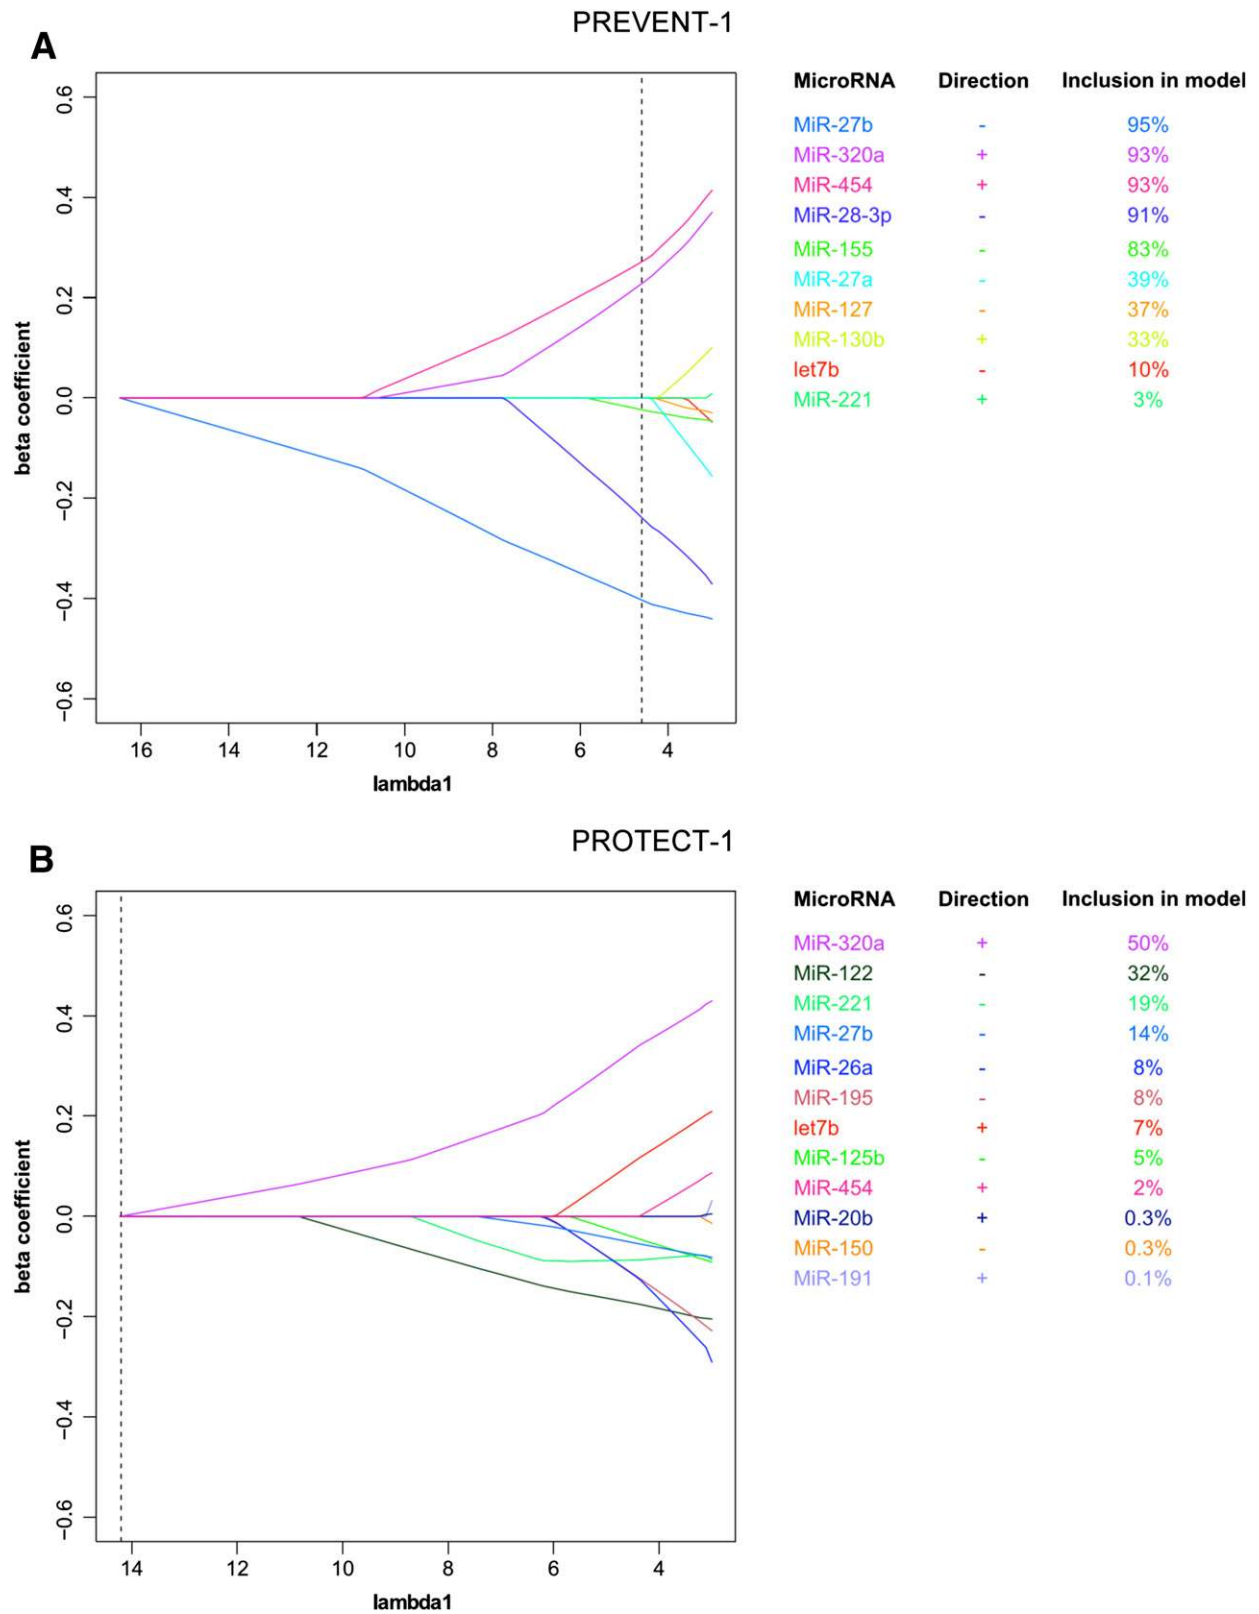 PREVENT-1
A
MicroRNA Direction Inclusion in model
MiR-27b - 95%
MiR-320a + 93%
MiR-454 + 93%
MiR-28-3p - 91%
MiR-155 - 83%
MiR-27a - 39%
MiR-127 - 37%
MiR-130b + 33%
let7b - 10%
MiR-221 + 3%
0.6
0.4
0.2
0.0
−0.2
−0.4
−0.6
beta coefficient
16 14 12 10 8 6 4
lambda1
PROTECT-1
B
MicroRNA Direction Inclusion in model
MiR-320a + 50%
MiR-122 - 32%
MiR-221 - 19%
MiR-27b - 14%
MiR-26a - 8%
MiR-195 - 8%
let7b + 7%
MiR-125b - 5%
MiR-454 + 2%
MiR-20b + 0.3%
MiR-150 - 0.3%
MiR-191 + 0.1%
0.6
0.4
0.2
0.0
−0.2
−0.4
−0.6
beta coefficient
14 12 10 8 6 4
lambda1